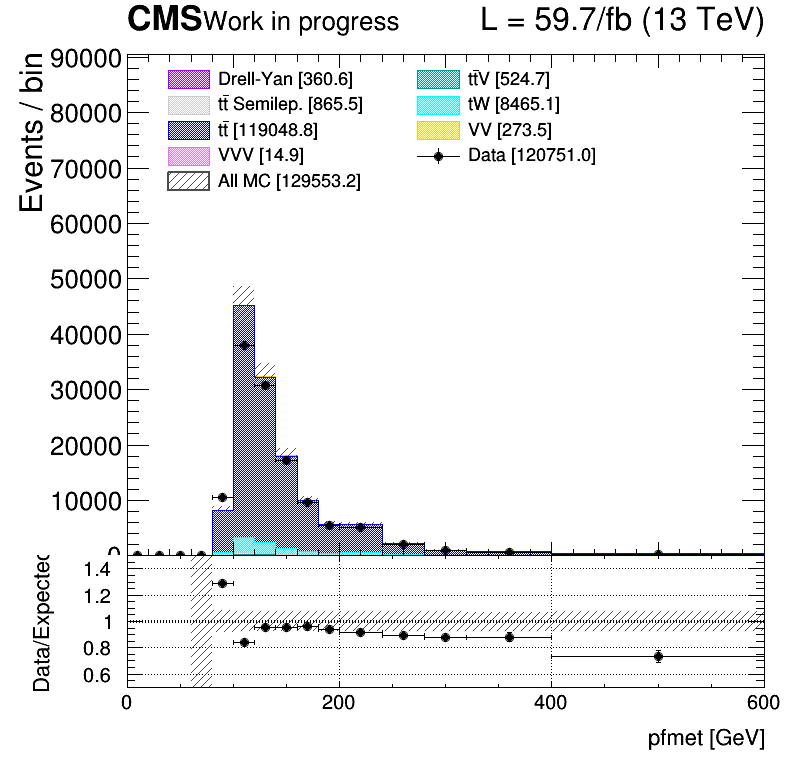 CMS Work in progress L = 59.7/fb (13 TeV)
Events / bin
90000
80000
70000
60000
50000
40000
30000
20000
10000
0
Drell-Yan [360.6]
tt̄ Semilep. [865.5]
tt̄ [119048.8]
VVV [14.9]
All MC [129553.2]
tt̄V [524.7]
tW [8465.1]
VV [273.5]
Data [120751.0]
Data/Expected
1.4
1.2
1
0.8
0.6
0 200 400 600
pfmet [GeV]